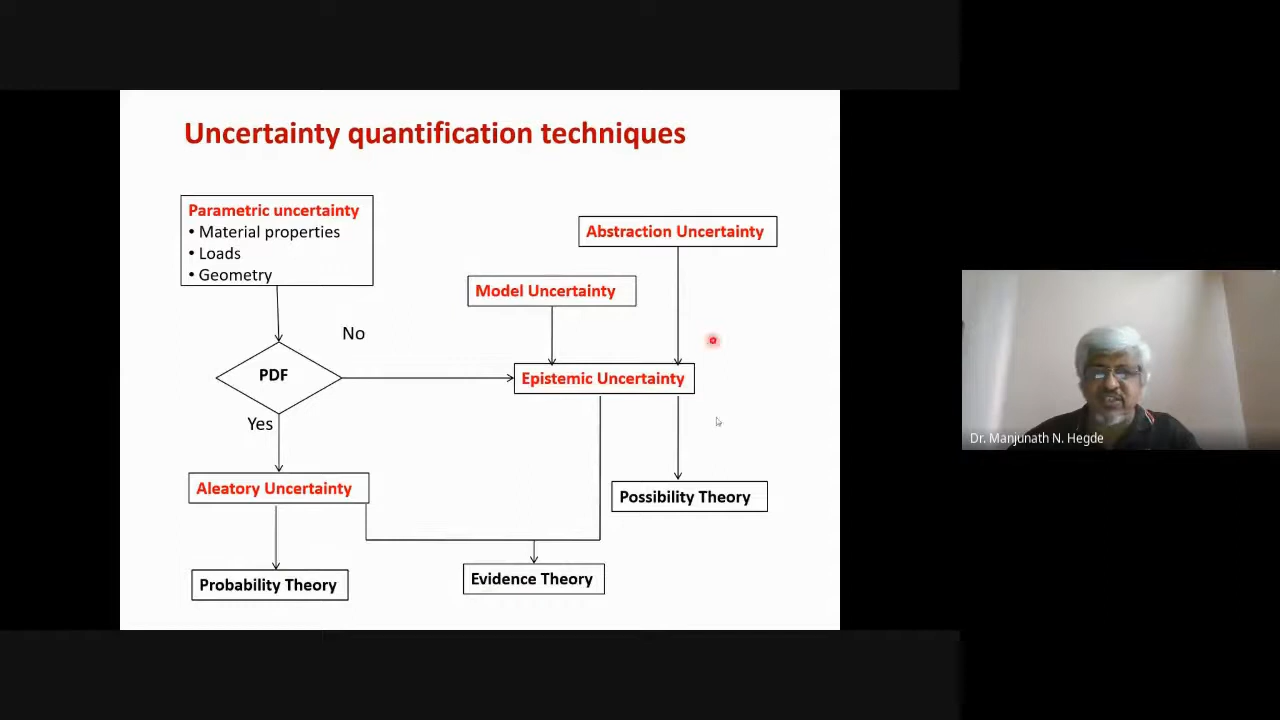 Uncertainty quantification techniques
Parametric uncertainty
• Material properties
• Loads
• Geometry
Abstraction Uncertainty
Model Uncertainty
No
PDF
Epistemic Uncertainty
Yes
Aleatory Uncertainty
Possibility Theory
Probability Theory
Evidence Theory
Dr. Manjunath N. Hegde